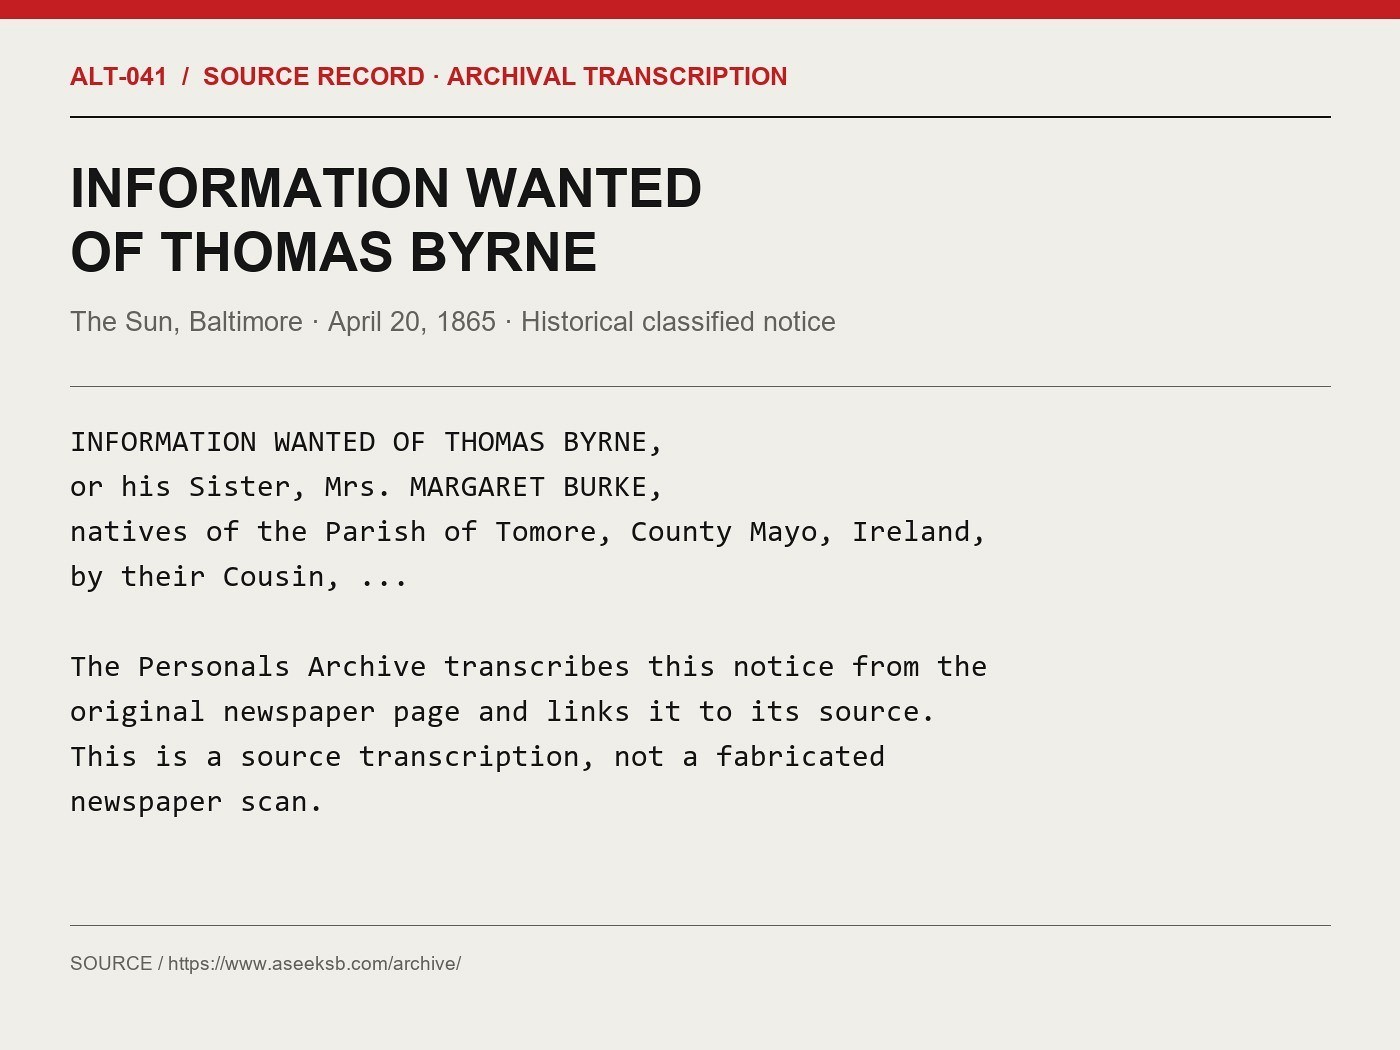 ALT-041 / SOURCE RECORD · ARCHIVAL TRANSCRIPTION
INFORMATION WANTED
OF THOMAS BYRNE
The Sun, Baltimore · April 20, 1865 · Historical classified notice
INFORMATION WANTED OF THOMAS BYRNE,
or his Sister, Mrs. MARGARET BURKE,
natives of the Parish of Tomore, County Mayo, Ireland,
by their Cousin, ...
The Personals Archive transcribes this notice from the
original newspaper page and links it to its source.
This is a source transcription, not a fabricated
newspaper scan.
SOURCE / https://www.aseeksb.com/archive/